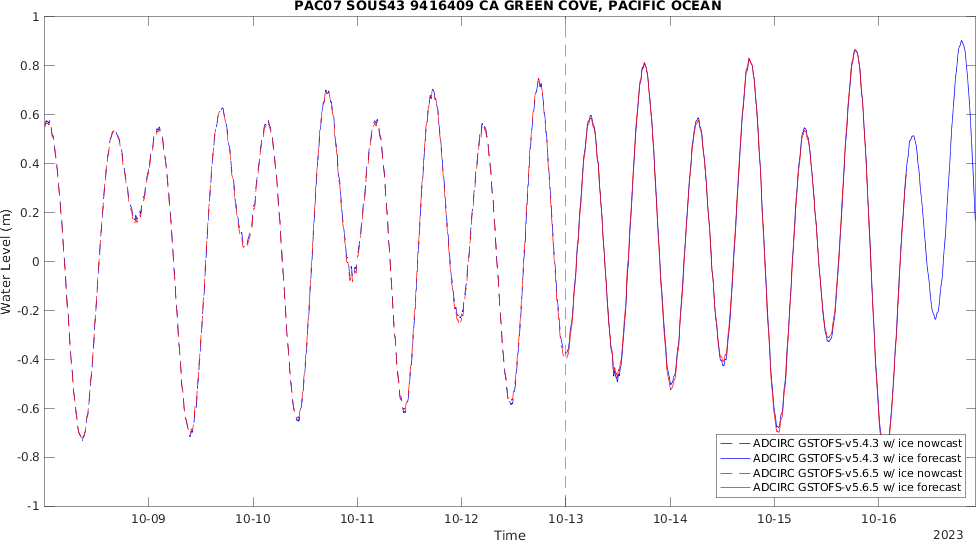 PAC07 SOUS43 9416409 CA GREEN COVE, PACIFIC OCEAN
1
0.8
0.6
0.4
0.2
0
-0.2
-0.4
-0.6
-0.8
-1
Water Level (m)
10-09
10-10
10-11
10-12
10-13
10-14
10-15
10-16
Time
2023
ADCIRC GSTOFS-v5.4.3 w/ ice nowcast
ADCIRC GSTOFS-v5.4.3 w/ ice forecast
ADCIRC GSTOFS-v5.6.5 w/ ice nowcast
ADCIRC GSTOFS-v5.6.5 w/ ice forecast